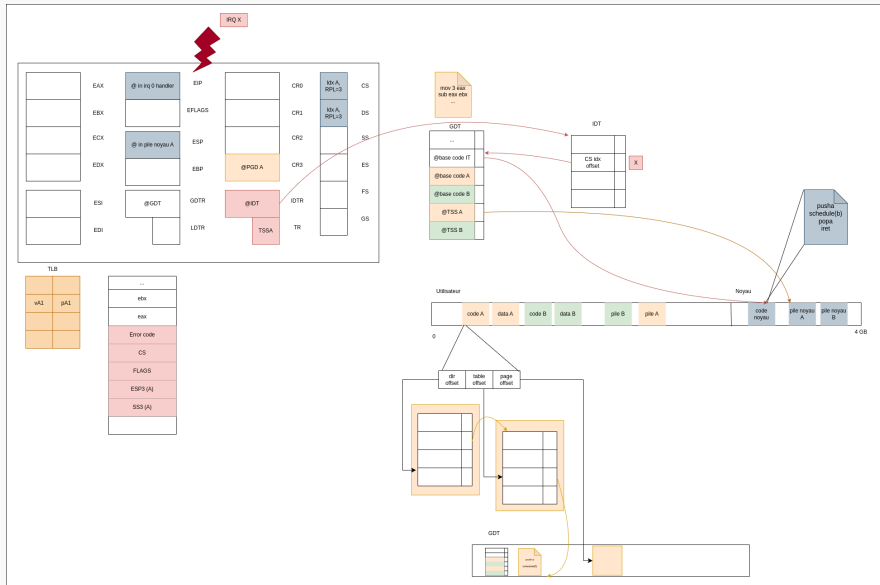 IRQ X
EAX
@ in irq 0 handler
EIP
CR0
Idx A,
RPL=3
CS
EBX
EFLAGS
CR1
Idx A,
RPL=3
DS
ECX
@ in pile noyau A
ESP
CR2
SS
EDX
EBP
@PGD A
CR3
ES
ESI
@GDT
GDTR
@IDT
IDTR
FS
EDI
LDTR
TSSA
TR
GS
mov 3 eax
sub eax ebx
...
GDT
...
@base code IT
@base code A
@base code B
@TSS A
@TSS B
IDT
CS idx
offset
X
pusha
schedule(b)
popa
iret
TLB
vA1
pA1
...
ebx
eax
Error code
CS
FLAGS
ESP3 (A)
SS3 (A)
Utilisateur
Noyau
code A
data A
code B
data B
pile B
pile A
code
noyau
pile noyau
A
pile noyau
B
0
4 GB
dir
offset
table
offset
page
offset
GDT